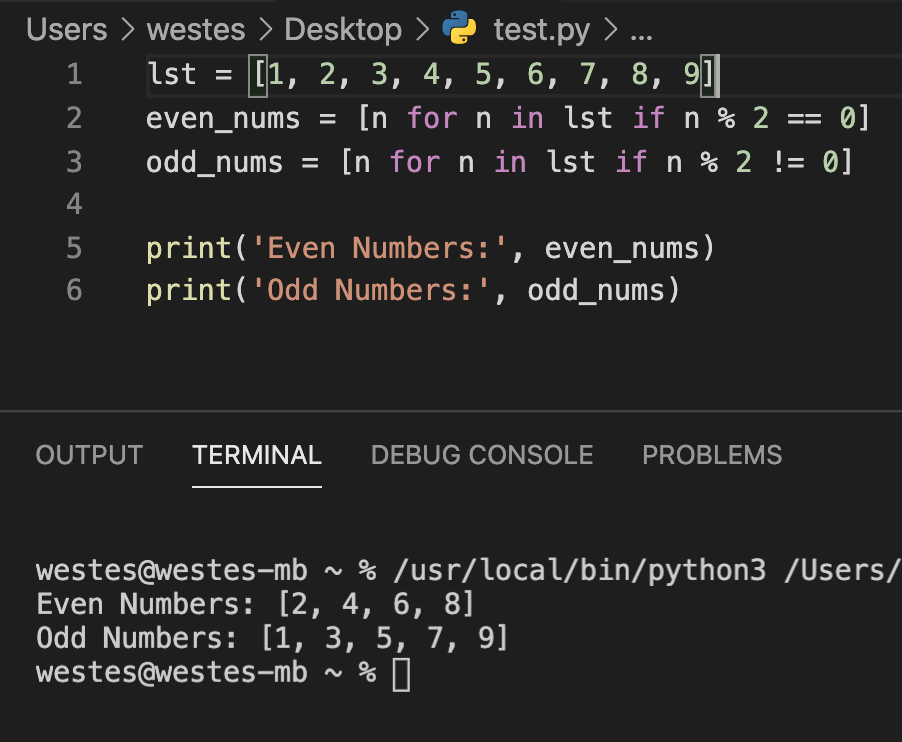 Users > westes > Desktop > test.py > ...
1 lst = [1, 2, 3, 4, 5, 6, 7, 8, 9]
2 even_nums = [n for n in lst if n % 2 == 0]
3 odd_nums = [n for n in lst if n % 2 != 0]
4
5 print('Even Numbers:', even_nums)
6 print('Odd Numbers:', odd_nums)
OUTPUT TERMINAL DEBUG CONSOLE PROBLEMS
westes@westes-mb ~ % /usr/local/bin/python3 /Users/
Even Numbers: [2, 4, 6, 8]
Odd Numbers: [1, 3, 5, 7, 9]
westes@westes-mb ~ %